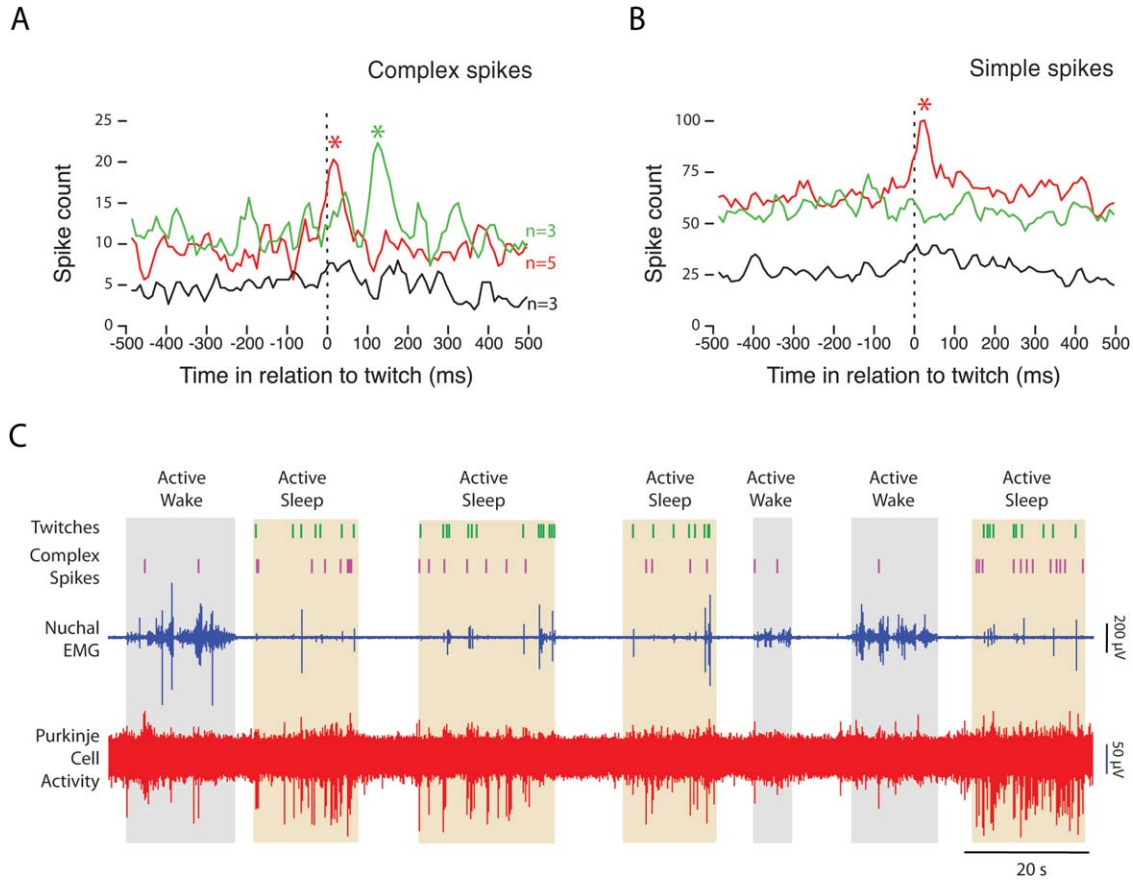 A
Complex spikes
Spike count
25
20
15
10
5
0
*
*
n=3
n=5
n=3
-500 -400 -300 -200 -100 0 100 200 300 400 500
Time in relation to twitch (ms)
B
Simple spikes
Spike count
100
75
50
25
0
*
-500 -400 -300 -200 -100 0 100 200 300 400 500
Time in relation to twitch (ms)
C
Active
Wake
Active
Sleep
Active
Sleep
Active
Sleep
Active
Wake
Active
Wake
Active
Sleep
Twitches
Complex
Spikes
Nuchal
EMG
200 µV
Purkinje
Cell
Activity
50 µV
20 s